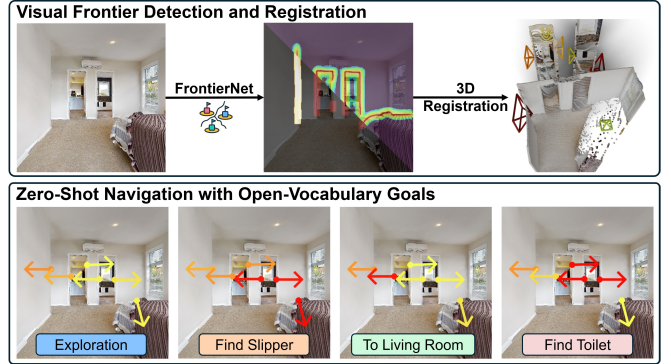 Visual Frontier Detection and Registration
FrontierNet
3D
Registration
Zero-Shot Navigation with Open-Vocabulary Goals
Exploration
Find Slipper
To Living Room
Find Toilet